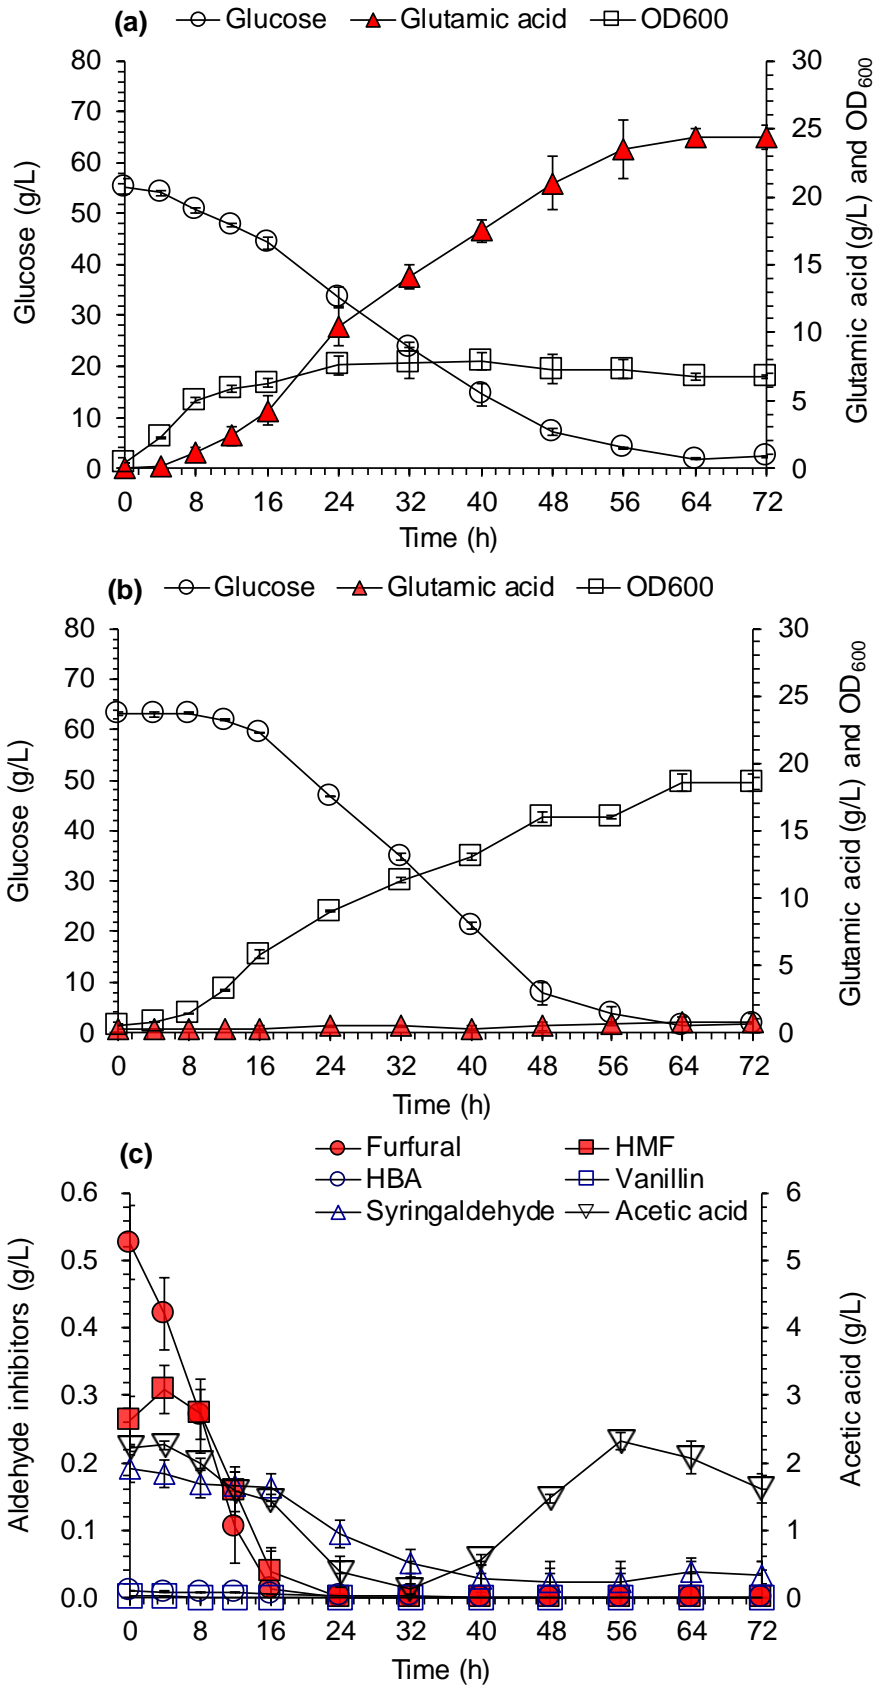 (a) Glucose Glutamic acid OD600
80 30
70 25
60 20
50
40 15
30 10
20
10 5
0 0
Glucose (g/L)
Glutamic acid (g/L) and OD600
0 8 16 24 32 40 48 56 64 72
Time (h)
(b) Glucose Glutamic acid OD600
80 30
70 25
60 20
50
40 15
30 10
20
10 5
0 0
Glucose (g/L)
Glutamic acid (g/L) and OD600
0 8 16 24 32 40 48 56 64 72
Time (h)
(c) Furfural HMF
HBA Vanillin
Syringaldehyde Acetic acid
0.6 6
0.5 5
0.4 4
0.3 3
0.2 2
0.1 1
0.0 0
Aldehyde inhibitors (g/L)
Acetic acid (g/L)
0 8 16 24 32 40 48 56 64 72
Time (h)